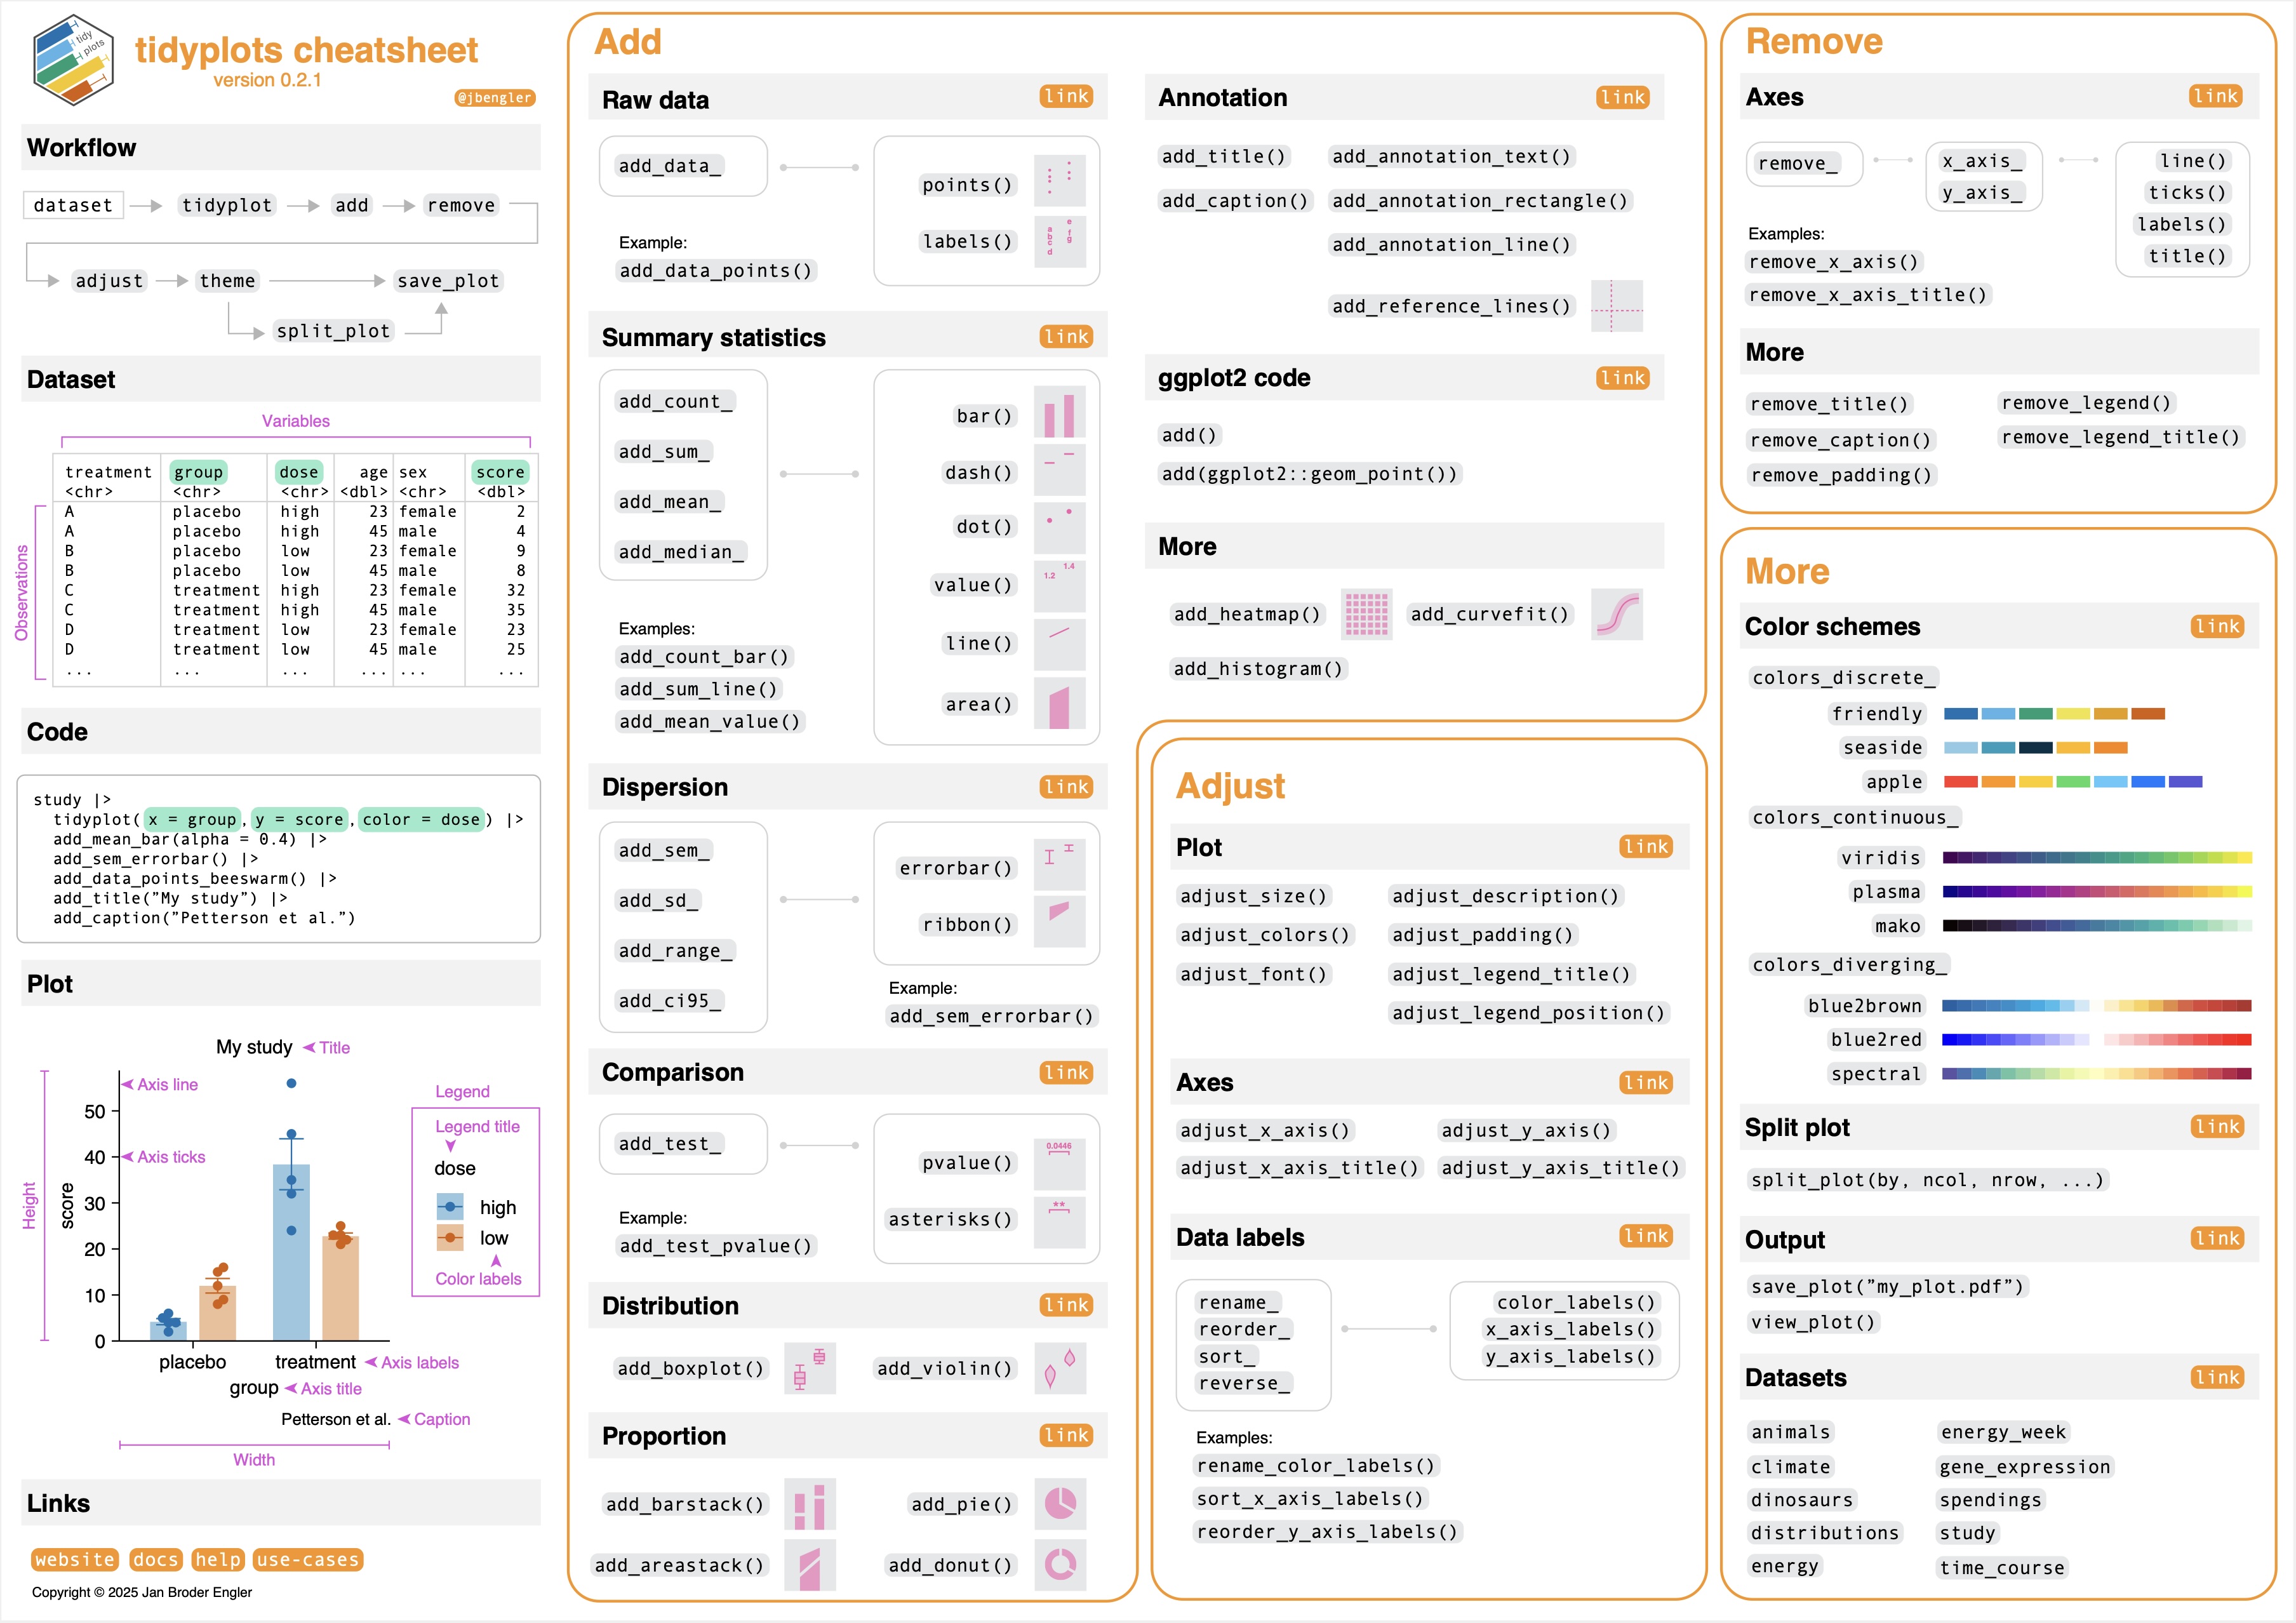 tidy
plots
tidyplots cheatsheet
version 0.2.1
@jbengler
Workflow
dataset tidyplot add remove
adjust theme save_plot
split_plot
Dataset
Variables
Observations
treatment group dose age sex score
<chr> <chr> <chr> <dbl> <chr> <dbl>
A placebo high 23 female 2
A placebo high 45 male 4
B placebo low 23 female 9
B placebo low 45 male 8
C treatment high 23 female 32
C treatment high 45 male 35
D treatment low 23 female 23
D treatment low 45 male 25
... ... ... ... ... ...
Code
study |>
tidyplot(x = group, y = score, color = dose) |>
add_mean_bar(alpha = 0.4) |>
add_sem_errorbar() |>
add_data_points_beeswarm() |>
add_title(”My study”) |>
add_caption(”Petterson et al.”)
Plot
My study Title
Axis line
Axis ticks
Height
score
50
40
30
20
10
0
Legend
Legend title
dose
high
low
Color labels
placebo treatment Axis labels
group Axis title
Petterson et al. Caption
Width
Links
website docs help use-cases
Copyright © 2025 Jan Broder Engler
Add
Raw data link
add_data_
points()
labels()
a
b
c
d
e
f
g
Example:
add_data_points()
Summary statistics link
add_count_
add_sum_
add_mean_
add_median_
bar()
dash()
dot()
value() 1.2 1.4
line()
area()
Examples:
add_count_bar()
add_sum_line()
add_mean_value()
Dispersion link
add_sem_
add_sd_
add_range_
add_ci95_
errorbar()
ribbon()
Example:
add_sem_errorbar()
Comparison link
add_test_
pvalue() 0.0446
asterisks() **
Example:
add_test_pvalue()
Distribution link
add_boxplot() add_violin()
Proportion link
add_barstack() add_pie()
add_areastack() add_donut()
Annotation link
add_title() add_annotation_text()
add_caption() add_annotation_rectangle()
add_annotation_line()
add_reference_lines()
ggplot2 code link
add()
add(ggplot2::geom_point())
More
add_heatmap() add_curvefit()
add_histogram()
Adjust
Plot link
adjust_size() adjust_description()
adjust_colors() adjust_padding()
adjust_font() adjust_legend_title()
adjust_legend_position()
Axes link
adjust_x_axis() adjust_y_axis()
adjust_x_axis_title() adjust_y_axis_title()
Data labels link
rename_
reorder_
sort_
reverse_
color_labels()
x_axis_labels()
y_axis_labels()
Examples:
rename_color_labels()
sort_x_axis_labels()
reorder_y_axis_labels()
Remove
Axes link
remove_
x_axis_
y_axis_
line()
ticks()
labels()
title()
Examples:
remove_x_axis()
remove_x_axis_title()
More
remove_title() remove_legend()
remove_caption() remove_legend_title()
remove_padding()
More
Color schemes link
colors_discrete_
friendly
seaside
apple
colors_continuous_
viridis
plasma
mako
colors_diverging_
blue2brown
blue2red
spectral
Split plot link
split_plot(by, ncol, nrow, ...)
Output link
save_plot(”my_plot.pdf”)
view_plot()
Datasets link
animals energy_week
climate gene_expression
dinosaurs spendings
distributions study
energy time_course